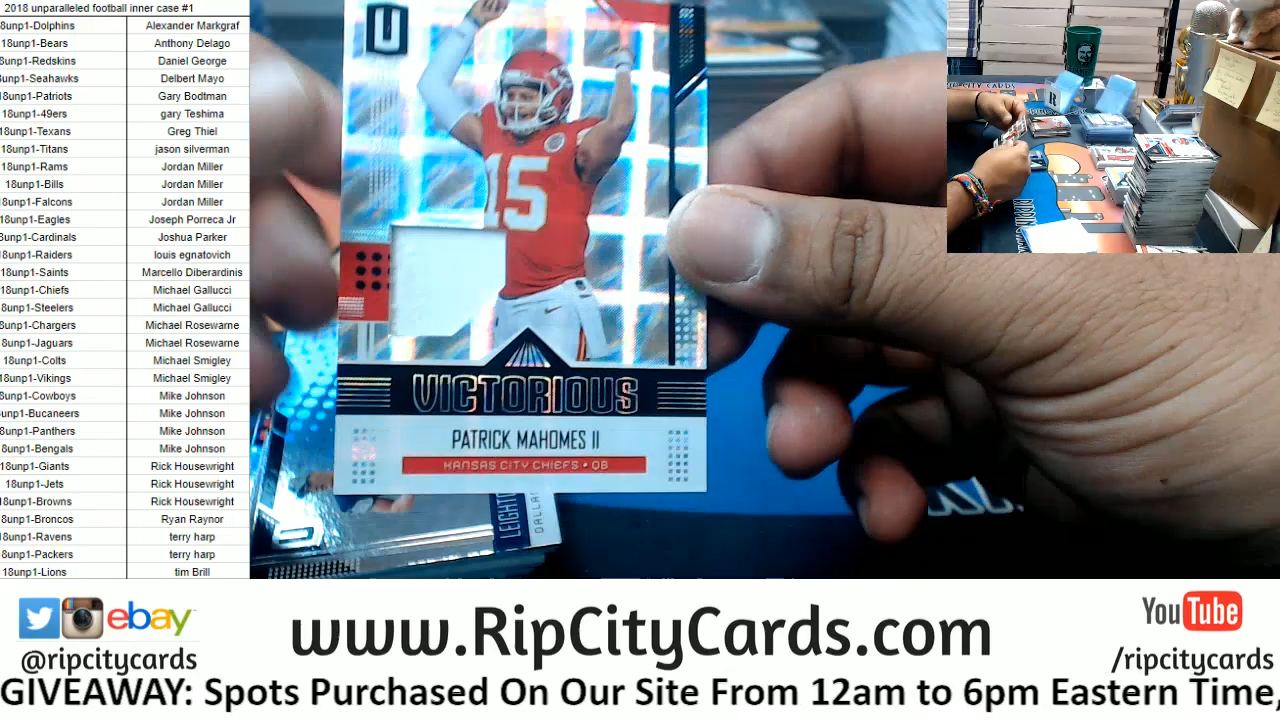 2018 unparalleled football inner case #1
8unp1-Dolphins Alexander Markgraf
18unp1-Bears Anthony Delago
8unp1-Redskins Daniel George
8unp1-Seahawks Delbert Mayo
8unp1-Patriots Gary Bodtman
18unp1-49ers gary Teshima
18unp1-Texans Greg Thiel
18unp1-Titans jason silverman
18unp1-Rams Jordan Miller
18unp1-Bills Jordan Miller
18unp1-Falcons Jordan Miller
18unp1-Eagles Joseph Porreca Jr
8unp1-Cardinals Joshua Parker
18unp1-Raiders louis egnatovich
18unp1-Saints Marcello Diberardinis
18unp1-Chiefs Michael Gallucci
8unp1-Steelers Michael Gallucci
8unp1-Chargers Michael Rosewarne
8unp1-Jaguars Michael Rosewarne
18unp1-Colts Michael Smigley
18unp1-Vikings Michael Smigley
8unp1-Cowboys Mike Johnson
unp1-Bucaneers Mike Johnson
8unp1-Panthers Mike Johnson
8unp1-Bengals Mike Johnson
18unp1-Giants Rick Housewright
18unp1-Jets Rick Housewright
18unp1-Browns Rick Housewright
8unp1-Broncos Ryan Raynor
18unp1-Ravens terry harp
8unp1-Packers terry harp
18unp1-Lions tim Brill
U
15
VICTORIOUS
PATRICK MAHOMES II
KANSAS CITY CHIEFS • QB
LEIGHTO
DALLA
ebay
@ripcitycards
www.RipCityCards.com
YouTube
/ripcitycards
GIVEAWAY: Spots Purchased On Our Site From 12am to 6pm Eastern Time,